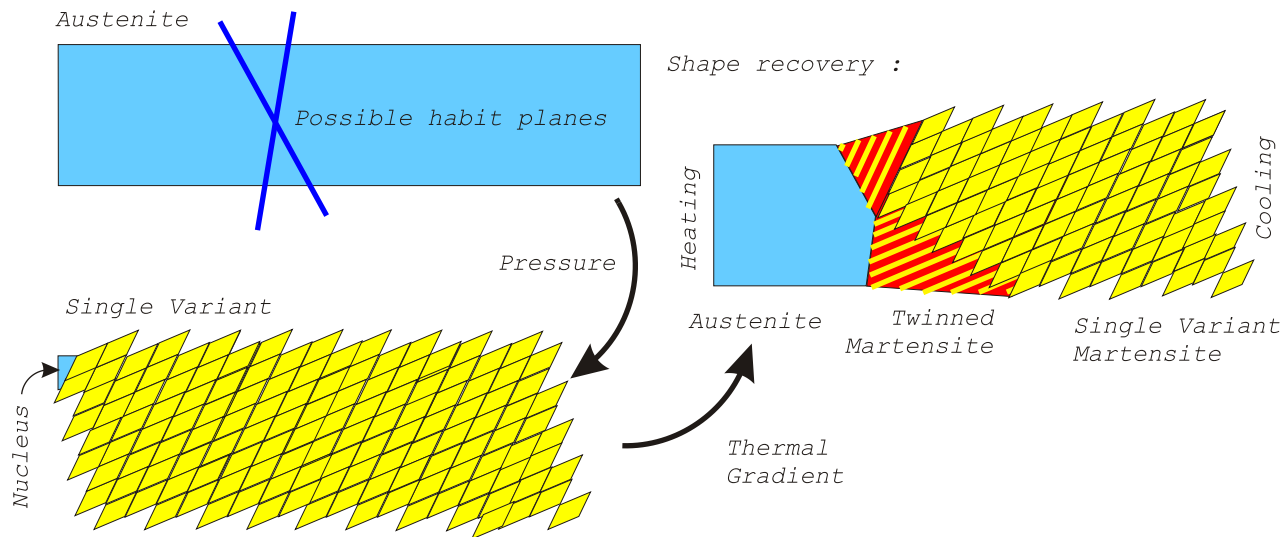 Austenite
Possible habit planes
Pressure
Single Variant
Nucleus
Thermal
Gradient
Shape recovery :
Heating
Cooling
Austenite
Twinned
Martensite
Single Variant
Martensite